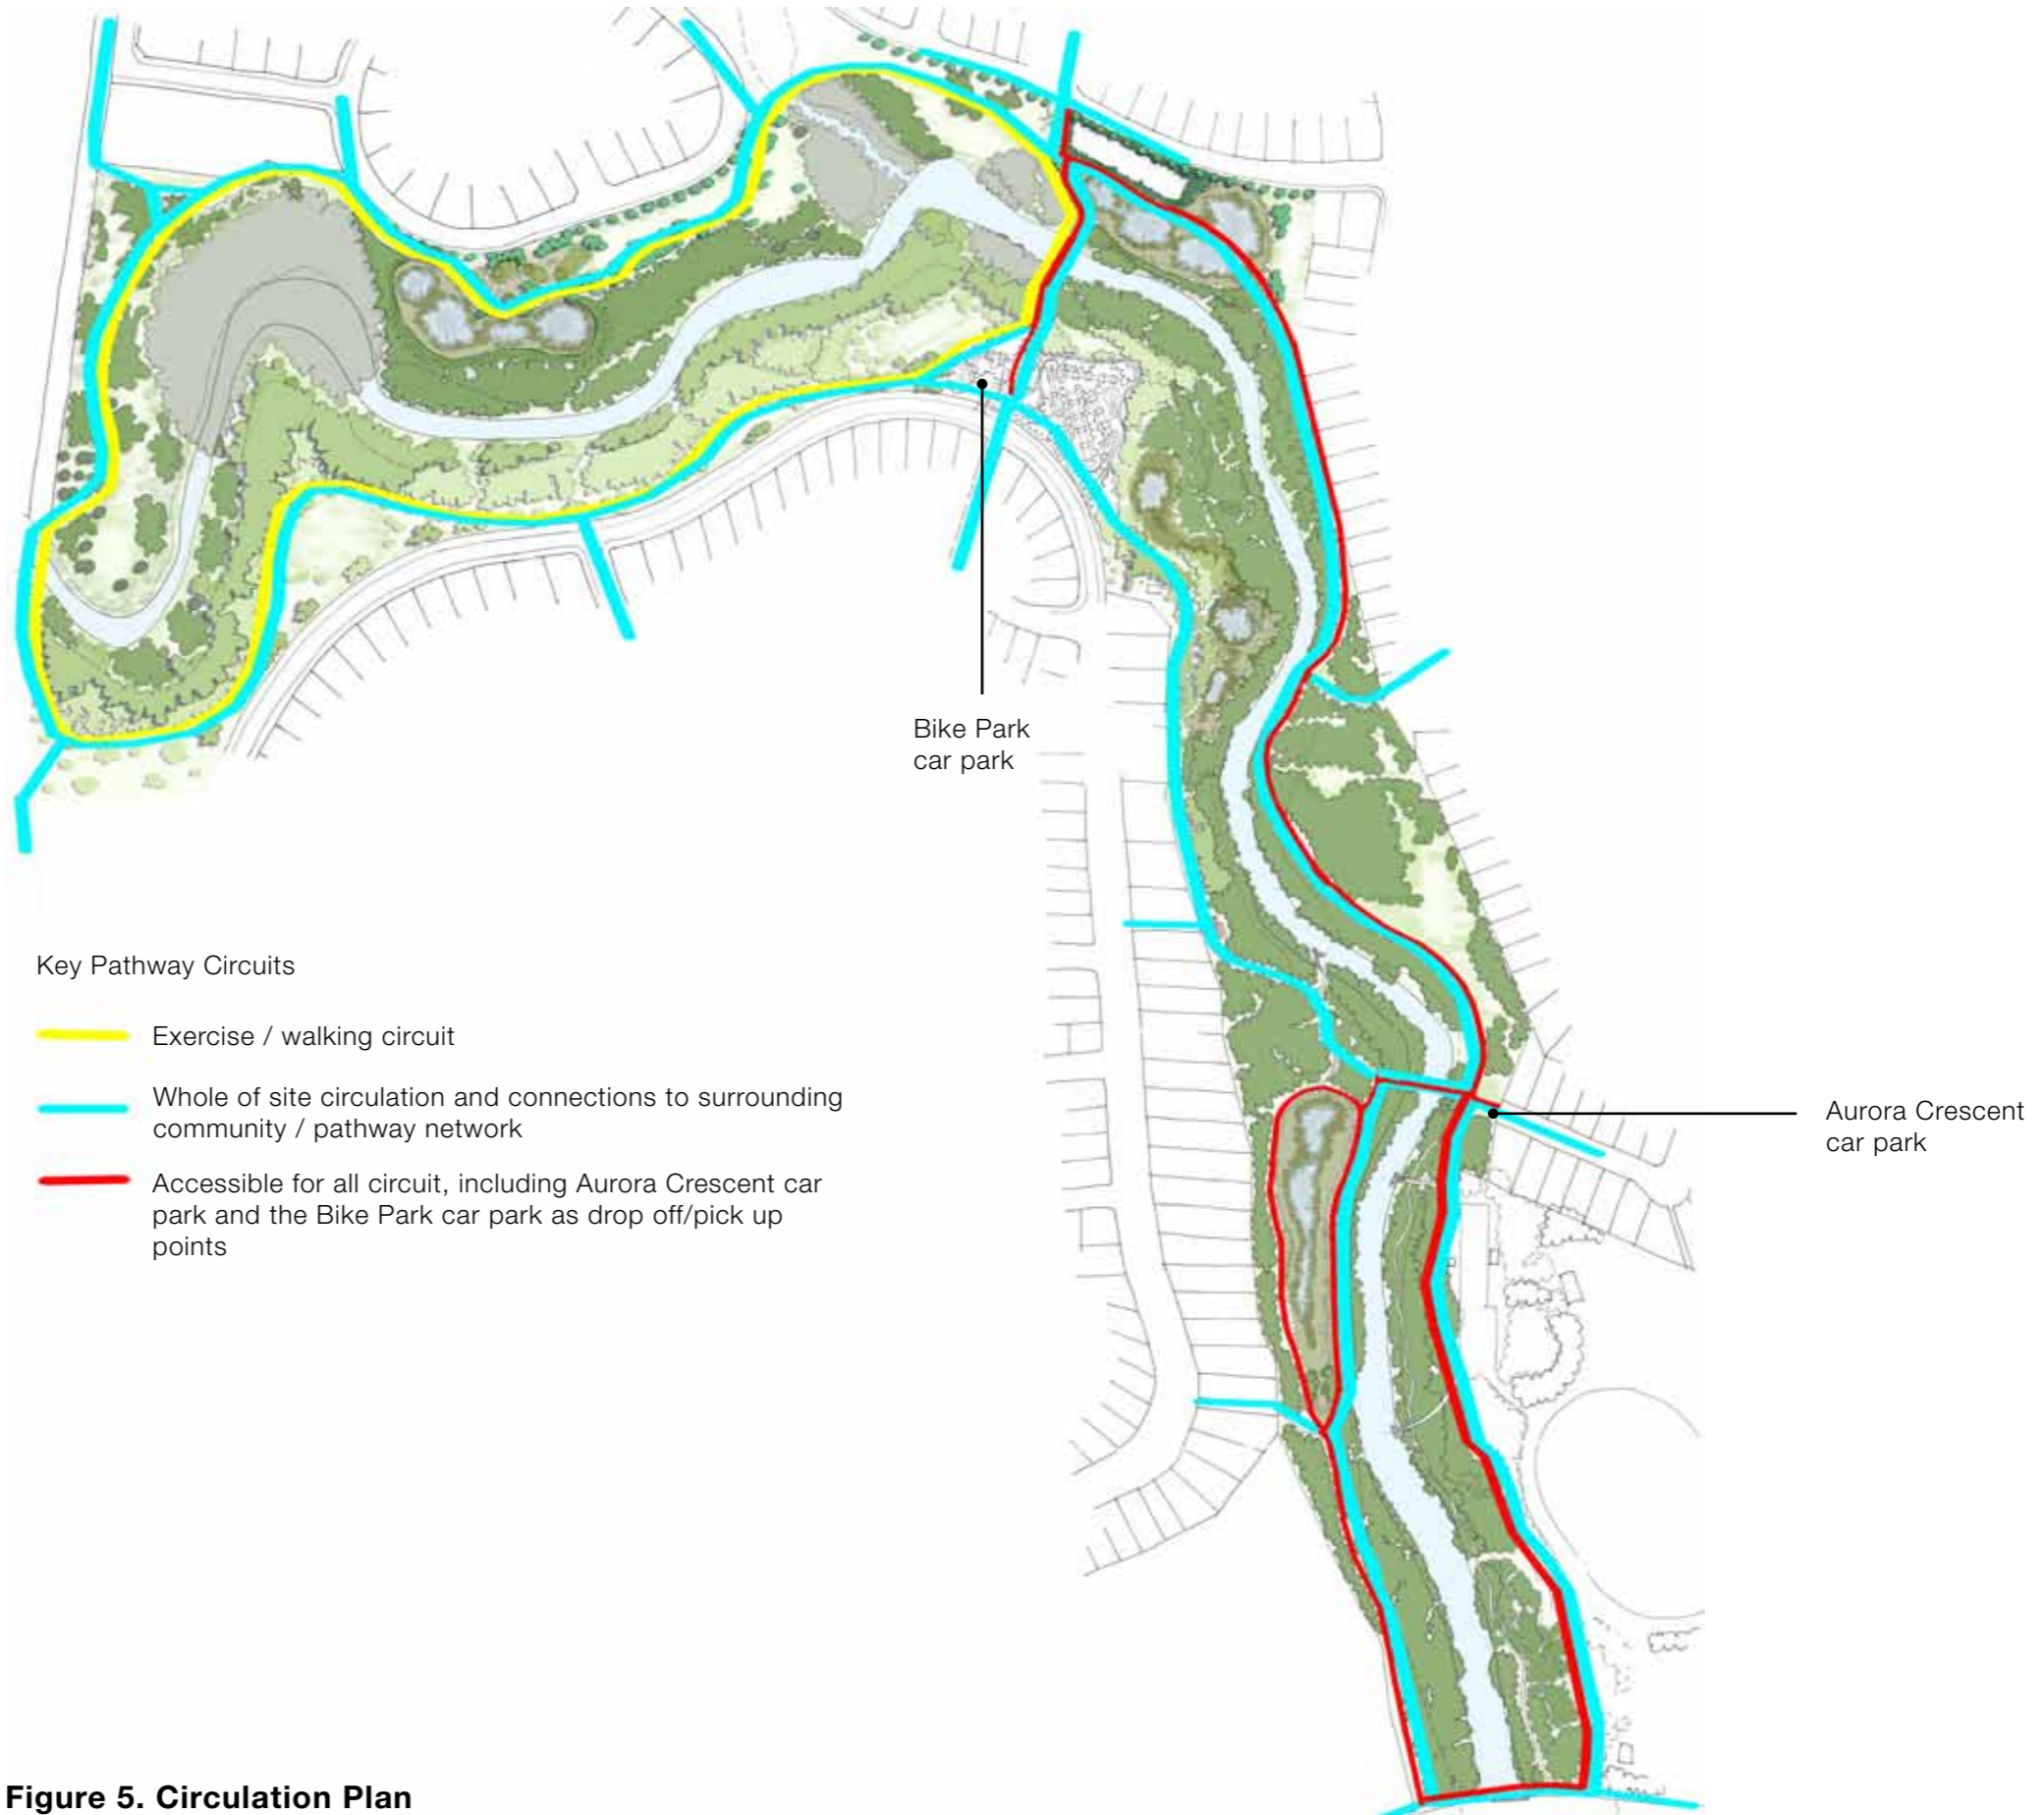 Bike Park
car park
Key Pathway Circuits
Exercise / walking circuit
Whole of site circulation and connections to surrounding
community / pathway network
Aurora Crescent
car park
Accessible for all circuit, including Aurora Crescent car
park and the Bike Park car park as drop off/pick up
points
Figure 5. Circulation Plan